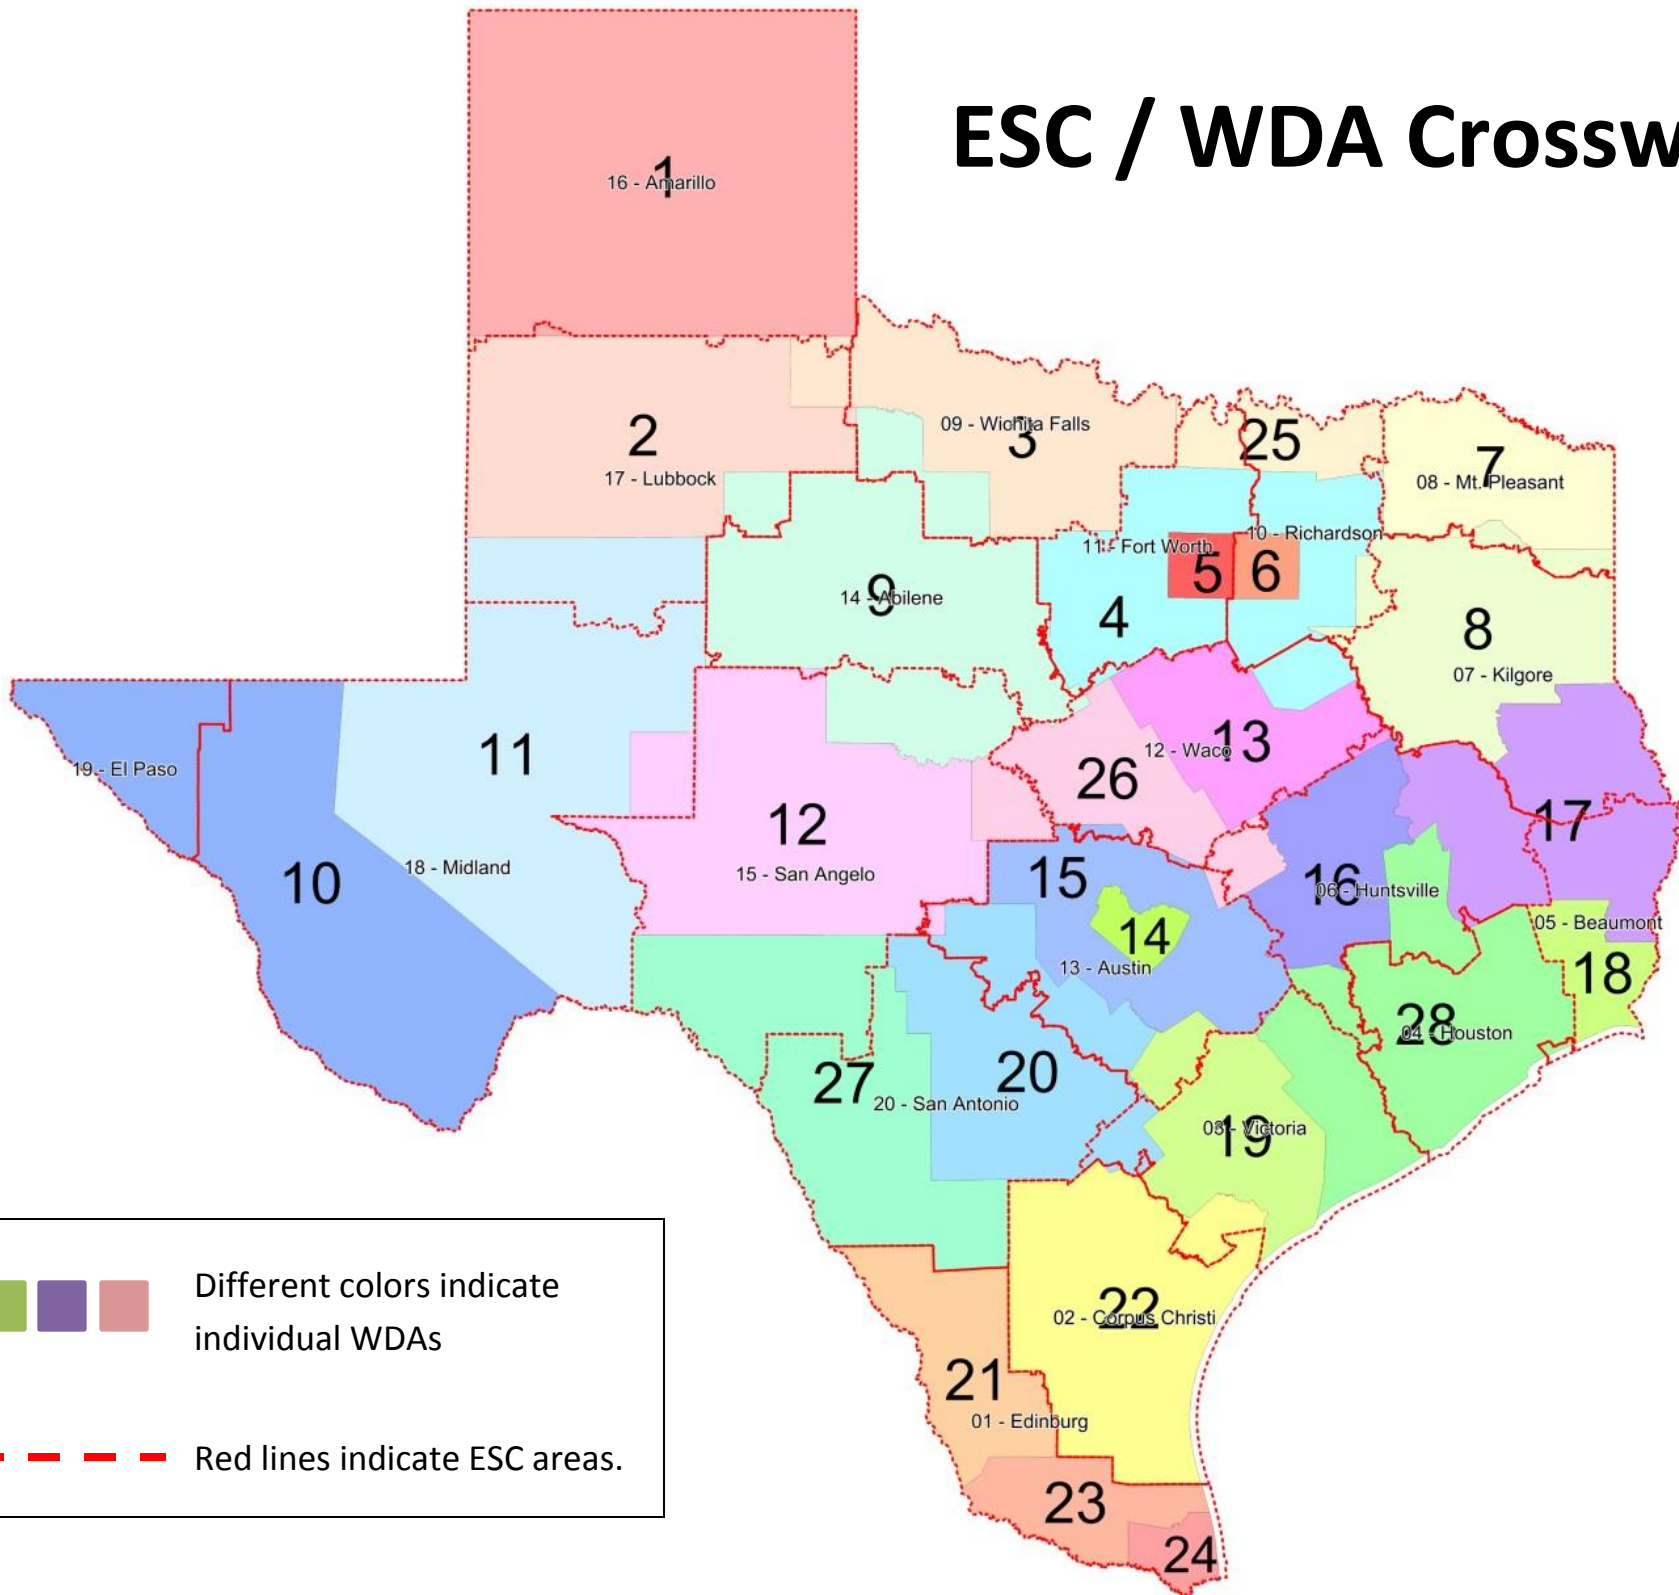 ESC / WDA Crossw
1
16 - Amarillo
2
17 - Lubbock
09 - Wichita Falls
3
25
7
08 - Mt. Pleasant
10 - Richardson
11 - Fort Worth
5
6
9
14 - Abilene
4
8
07 - Kilgore
11
19 - El Paso
12 - Waco
13
26
12
17
10
18 - Midland
15 - San Angelo
15
16
06 - Huntsville
14
05 - Beaumont
13 - Austin
18
28
04 - Houston
27
20
20 - San Antonio
03 - Victoria
19
22
02 - Corpus Christi
21
01 - Edinburg
23
24
Different colors indicate
individual WDAs
Red lines indicate ESC areas.